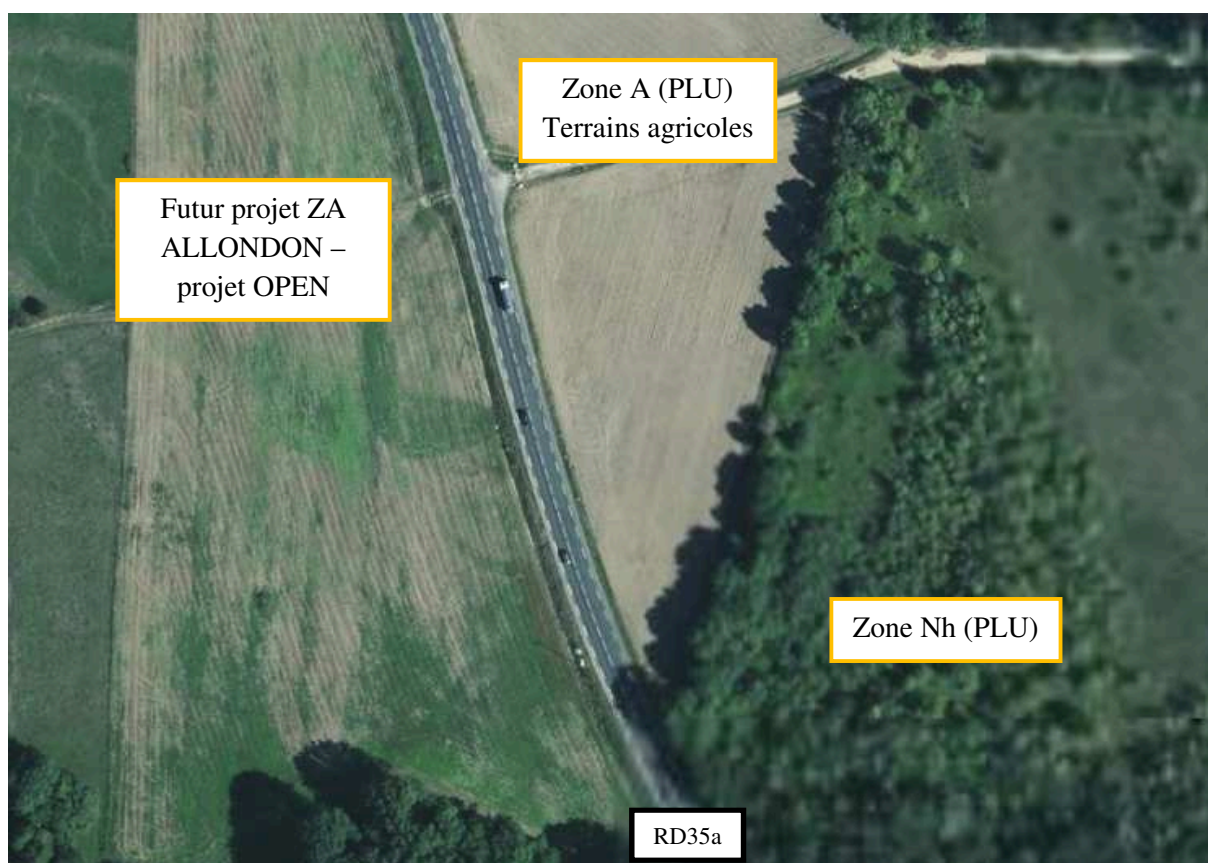 Zone A (PLU)
Terrains agricoles
Futur projet ZA
ALLONDON –
projet OPEN
Zone Nh (PLU)
RD35a